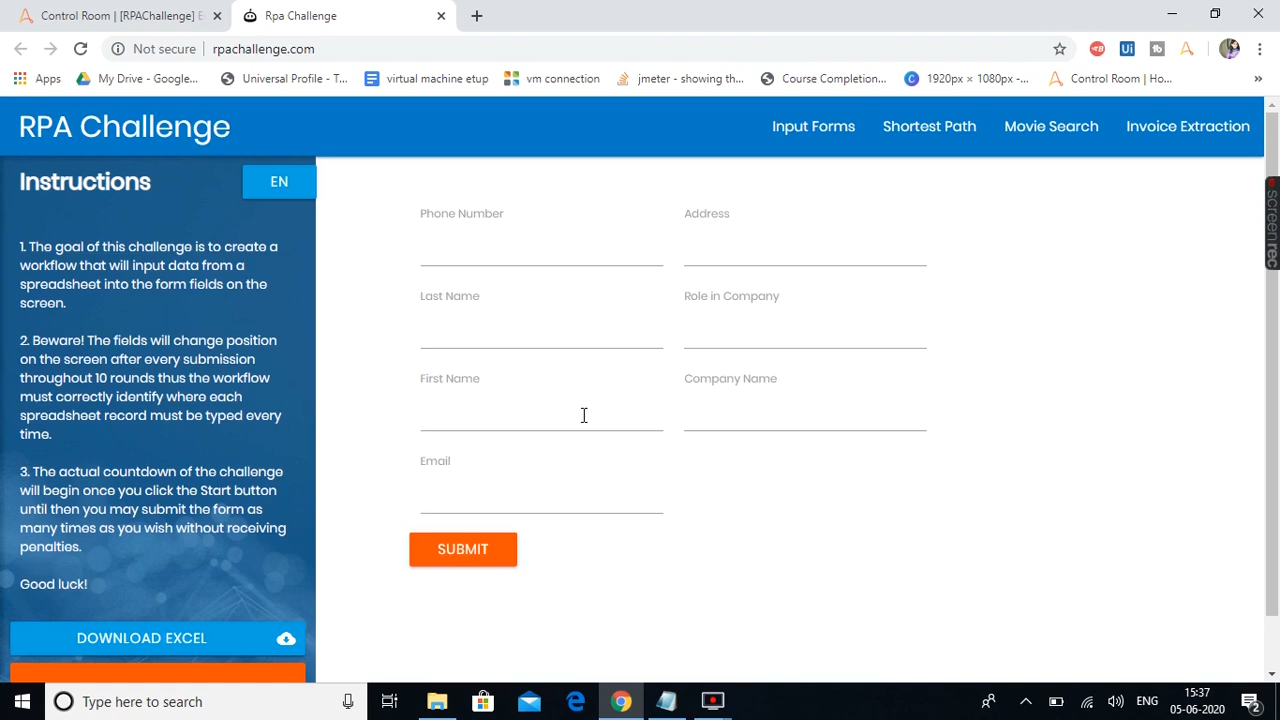 Control Room | [RPAChallenge] E
Rpa Challenge
Not secure
rpachallenge.com
Apps
My Drive - Google...
Universal Profile - T...
virtual machine etup
vm connection
jmeter - showing th...
Course Completion...
1920px × 1080px -...
Control Room | Ho...
»
RPA Challenge
Input Forms
Shortest Path
Movie Search
Invoice Extraction
Instructions
EN
1. The goal of this challenge is to create a
workflow that will input data from a
spreadsheet into the form fields on the
screen.
2. Beware! The fields will change position
on the screen after every submission
throughout 10 rounds thus the workflow
must correctly identify where each
spreadsheet record must be typed every
time.
3. The actual countdown of the challenge
will begin once you click the Start button
until then you may submit the form as
many times as you wish without receiving
penalties.
Good luck!
DOWNLOAD EXCEL
Phone Number
Address
Last Name
Role in Company
First Name
Company Name
Email
SUBMIT
Screenrec
Type here to search
ENG
15:37
05-06-2020
2